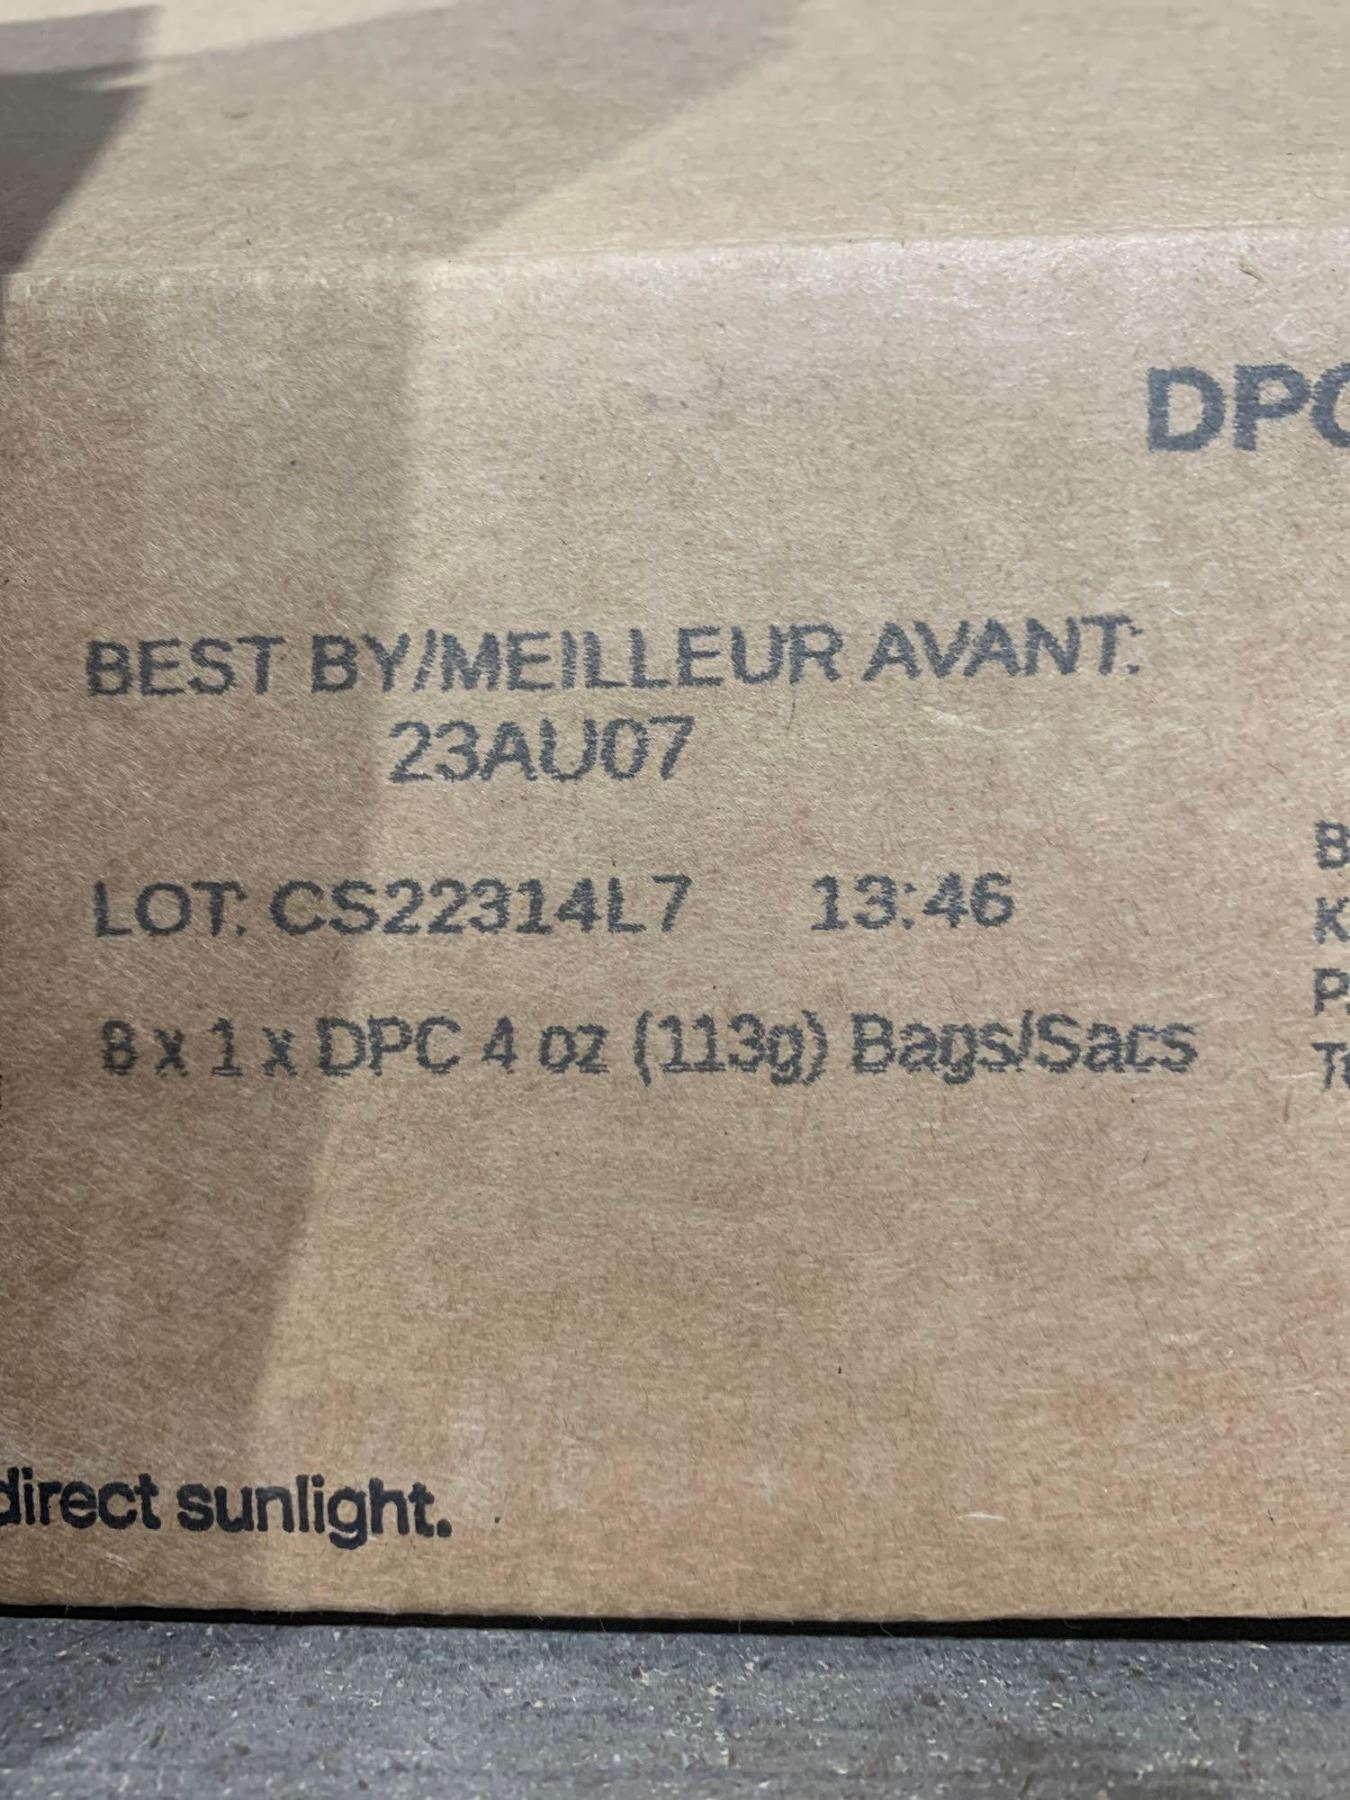 DPC
BEST BY/MEILLEUR AVANT:
23AU07
LOT: CS22314L7 13:46
8 x 1 x DPC 4 oz (113g) Bags/Sacs
direct sunlight.